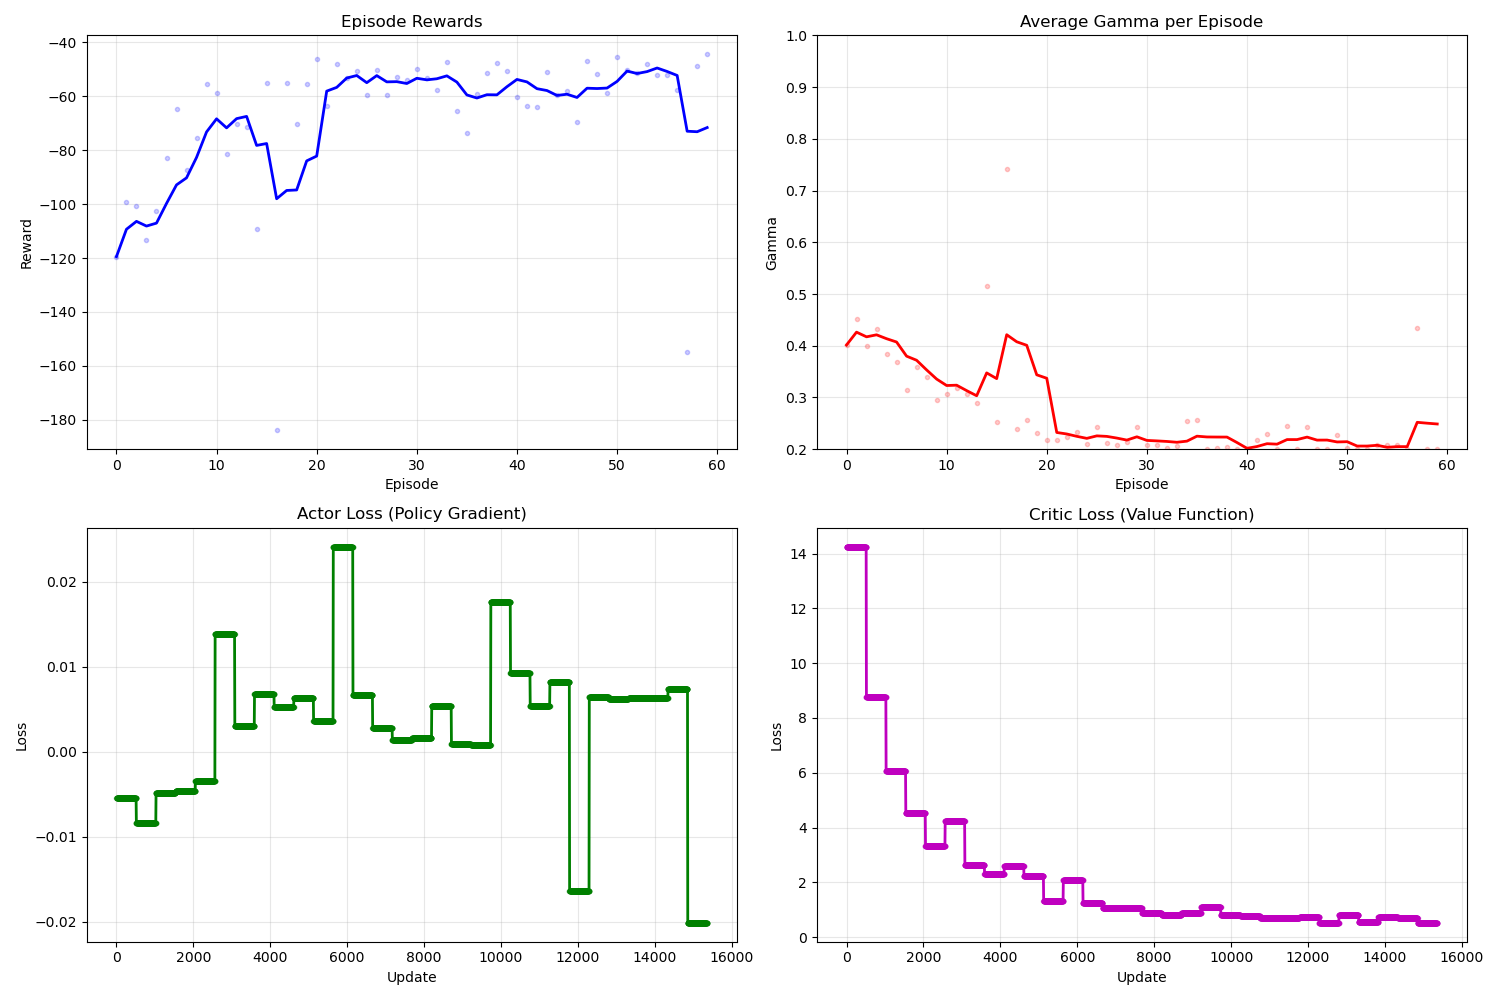 Episode Rewards
Reward
−40
−60
−80
−100
−120
−140
−160
−180
0 10 20 30 40 50 60
Episode
Average Gamma per Episode
Gamma
1.0
0.9
0.8
0.7
0.6
0.5
0.4
0.3
0.2
0 10 20 30 40 50 60
Episode
Actor Loss (Policy Gradient)
Loss
0.02
0.01
0.00
−0.01
−0.02
0 2000 4000 6000 8000 10000 12000 14000 16000
Update
Critic Loss (Value Function)
Loss
14
12
10
8
6
4
2
0
0 2000 4000 6000 8000 10000 12000 14000 16000
Update